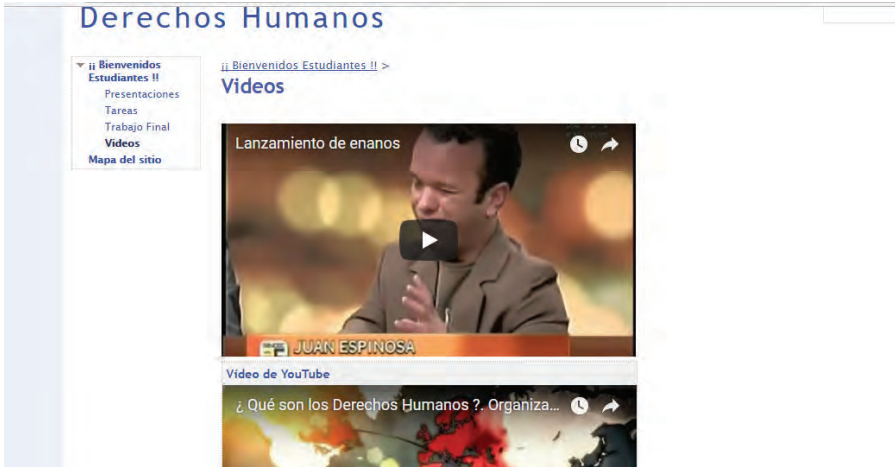 Derechos Humanos
¡¡ Bienvenidos
Estudiantes !!
Presentaciones
Tareas
Trabajo Final
Videos
Mapa del sitio
¡¡ Bienvenidos Estudiantes !! >
Videos
Lanzamiento de enanos
JUAN ESPINOSA
Vídeo de YouTube
¿ Qué son los Derechos Humanos ?. Organiza...